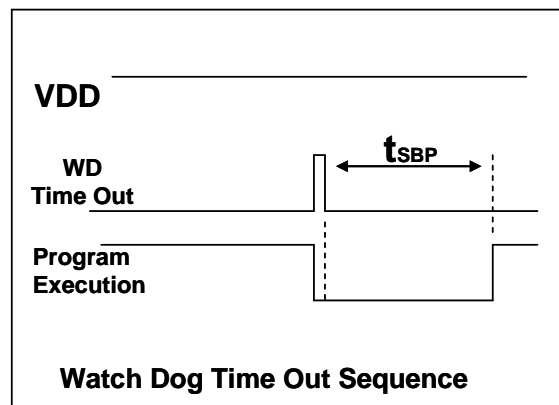 VDD
tSBP
WD
Time Out
Program
Execution
Watch Dog Time Out Sequence